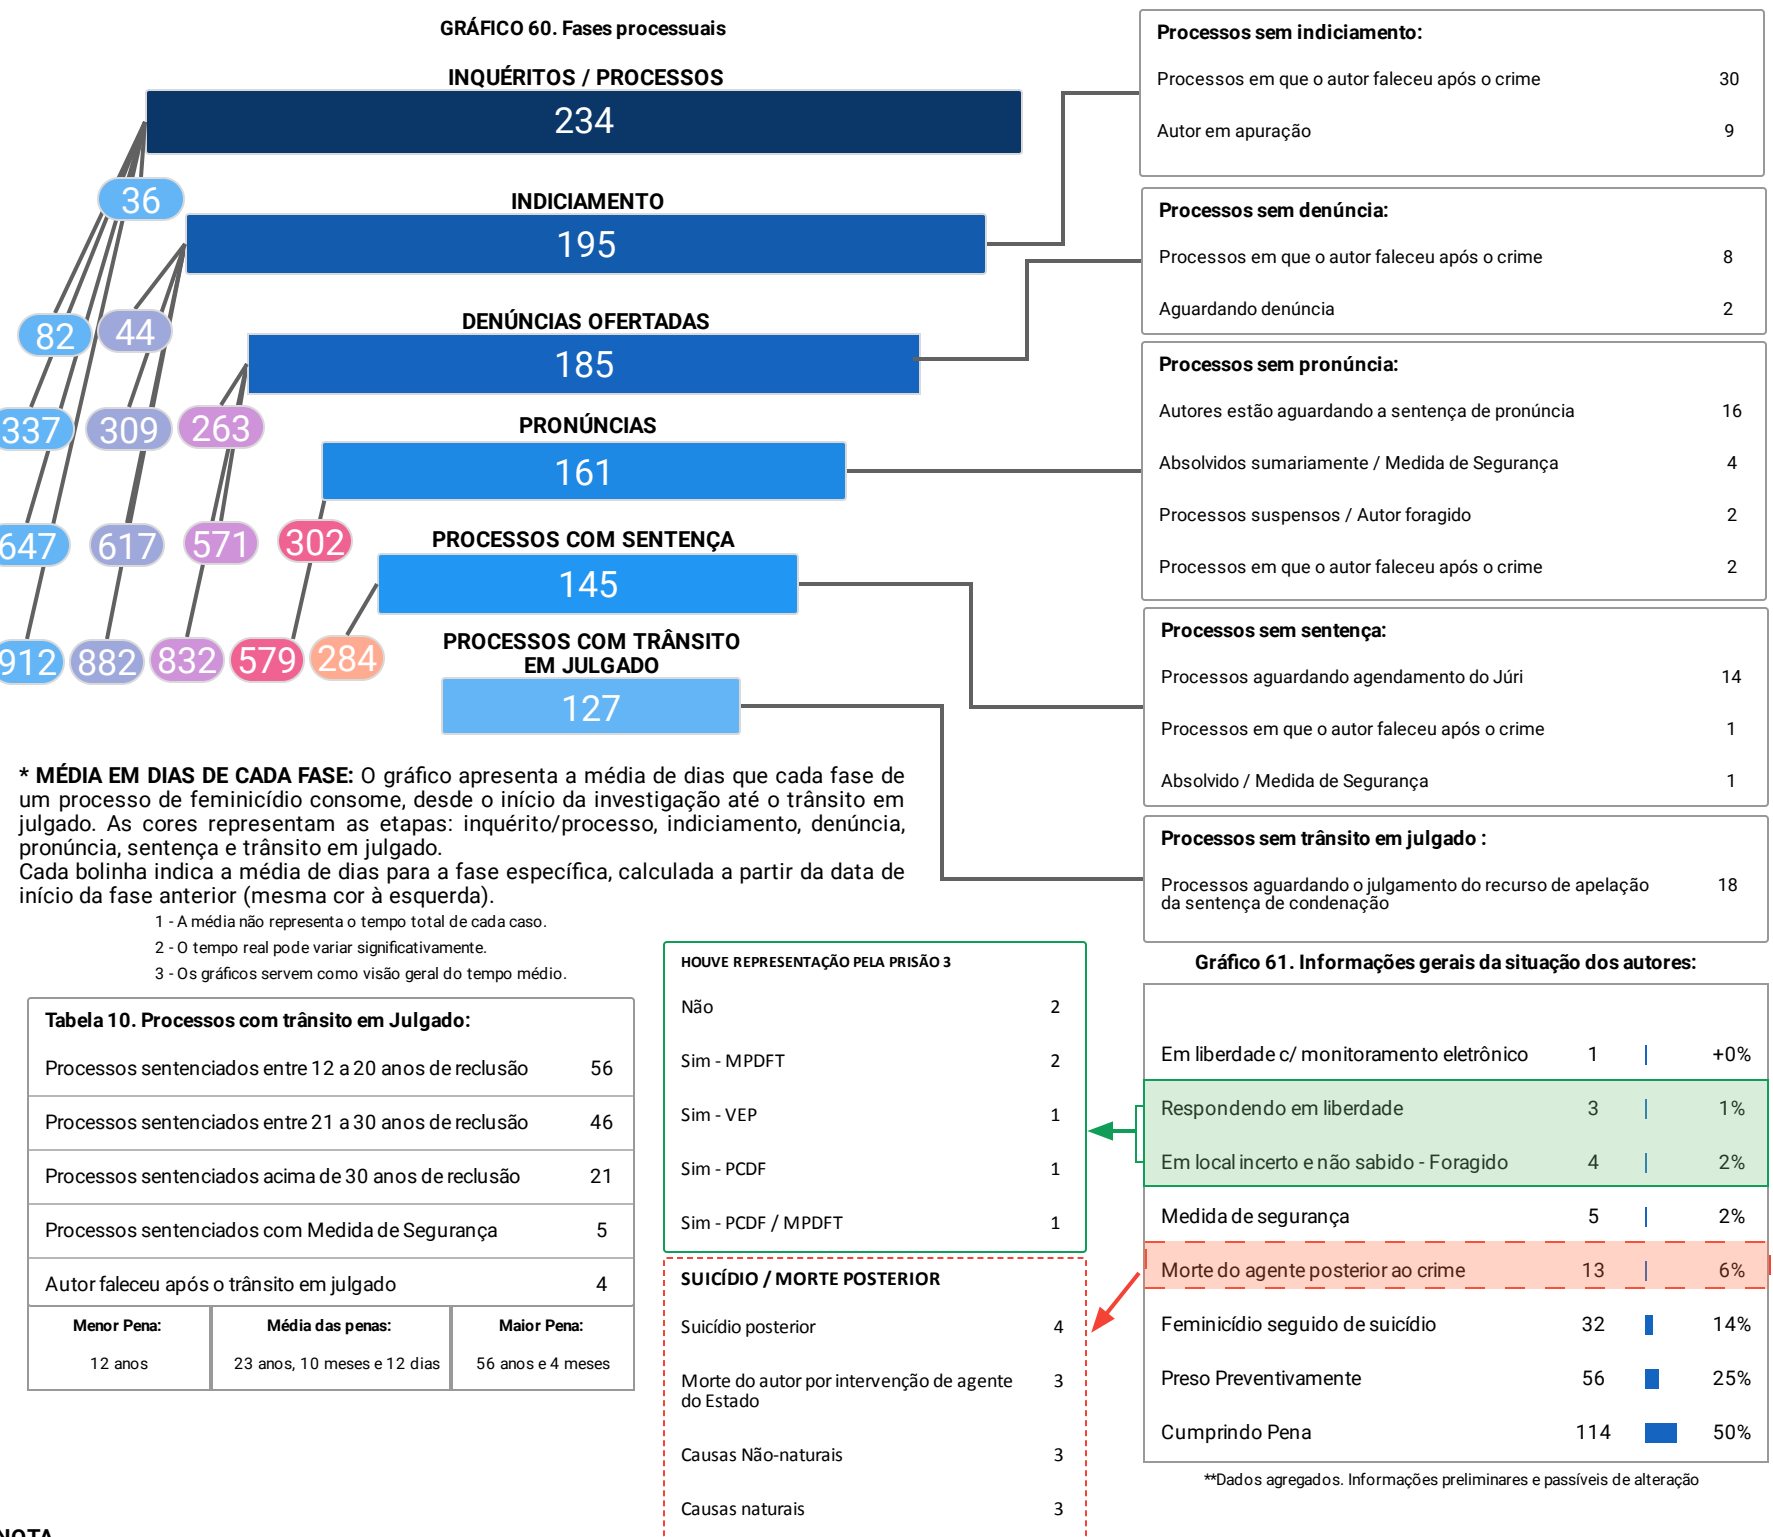 GRÁFICO 60. Fases processuais
INQUÉRITOS / PROCESSOS
234
36
INDICIAMENTO
195
82
44
DENÚNCIAS OFERTADAS
185
337
309
263
PRONÚNCIAS
161
647
617
571
302
PROCESSOS COM SENTENÇA
145
912
882
832
579
284
PROCESSOS COM TRÂNSITO
EM JULGADO
127
Processos sem indiciamento:
Processos em que o autor faleceu após o crime 30
Autor em apuração 9
Processos sem denúncia:
Processos em que o autor faleceu após o crime 8
Aguardando denúncia 2
Processos sem pronúncia:
Autores estão aguardando a sentença de pronúncia 16
Absolvidos sumariamente / Medida de Segurança 4
Processos suspensos / Autor foragido 2
Processos em que o autor faleceu após o crime 2
Processos sem sentença:
Processos aguardando agendamento do Júri 14
Processos em que o autor faleceu após o crime 1
Absolvido / Medida de Segurança 1
Processos sem trânsito em julgado :
Processos aguardando o julgamento do recurso de apelação 18
da sentença de condenação
* MÉDIA EM DIAS DE CADA FASE: O gráfico apresenta a média de dias que cada fase de
um processo de feminicídio consome, desde o início da investigação até o trânsito em
julgado. As cores representam as etapas: inquérito/processo, indiciamento, denúncia,
pronúncia, sentença e trânsito em julgado.
Cada bolinha indica a média de dias para a fase específica, calculada a partir da data de
início da fase anterior (mesma cor à esquerda).
1 - A média não representa o tempo total de cada caso.
2 - O tempo real pode variar significativamente.
3 - Os gráficos servem como visão geral do tempo médio.
Tabela 10. Processos com trânsito em Julgado:
Processos sentenciados entre 12 a 20 anos de reclusão 56
Processos sentenciados entre 21 a 30 anos de reclusão 46
Processos sentenciados acima de 30 anos de reclusão 21
Processos sentenciados com Medida de Segurança 5
Autor faleceu após o trânsito em julgado 4
Menor Pena: Média das penas: Maior Pena:
12 anos 23 anos, 10 meses e 12 dias 56 anos e 4 meses
HOUVE REPRESENTAÇÃO PELA PRISÃO 3
Não 2
Sim - MPDFT 2
Sim - VEP 1
Sim - PCDF 1
Sim - PCDF / MPDFT 1
SUICÍDIO / MORTE POSTERIOR
Suicídio posterior 4
Morte do autor por intervenção de agente 3
do Estado
Causas Não-naturais 3
Causas naturais 3
Gráfico 61. Informações gerais da situação dos autores:
Em liberdade c/ monitoramento eletrônico 1 +0%
Respondendo em liberdade 3 1%
Em local incerto e não sabido - Foragido 4 2%
Medida de segurança 5 2%
Morte do agente posterior ao crime 13 6%
Feminicídio seguido de suicídio 32 14%
Preso Preventivamente 56 25%
Cumprindo Pena 114 50%
**Dados agregados. Informações preliminares e passíveis de alteração
NOTA